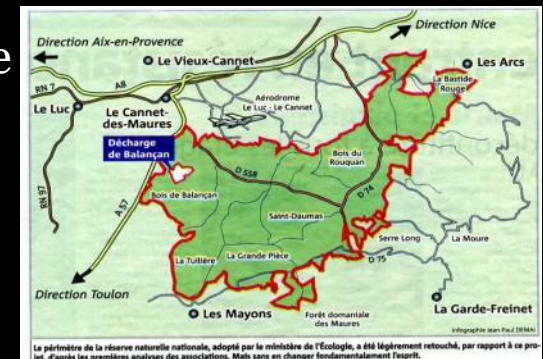 e
Direction Aix-en-Provence
Direction Nice
Le Vieux-Cannet
Les Arcs
RN 7
A8
La Bastide
Rouge
Le Luc
Le Cannet-
des-Maures
Aérodrome
Le Luc - Le Cannet
Décharge
de Balançan
Bois du
Rouquan
D 558
D 74
Bois de Balançan
RN 97
A 57
Saint-Daumas
Serre Long
La Moure
La Tuillère
La Grande Pièce
D 75
Direction Toulon
Les Mayons
Forêt domaniale
des Maures
La Garde-Freinet
Infographie Jean Paul DEMAI
Le périmètre de la réserve naturelle nationale, adopté par le ministère de l'Écologie, a été légèrement retouché, par rapport à ce pro-
jet, d'après les premières analyses des associations. Mais sans en changer fondamentalement l'esprit.